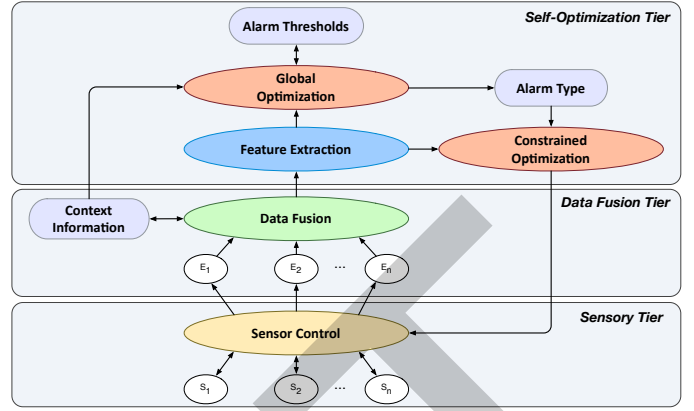 Self-Optimization Tier
Alarm Thresholds
Global
Optimization
Alarm Type
Feature Extraction
Constrained
Optimization
Data Fusion Tier
Context
Information
Data Fusion
E1
E2
...
En
Sensory Tier
Sensor Control
S1
S2
...
Sn